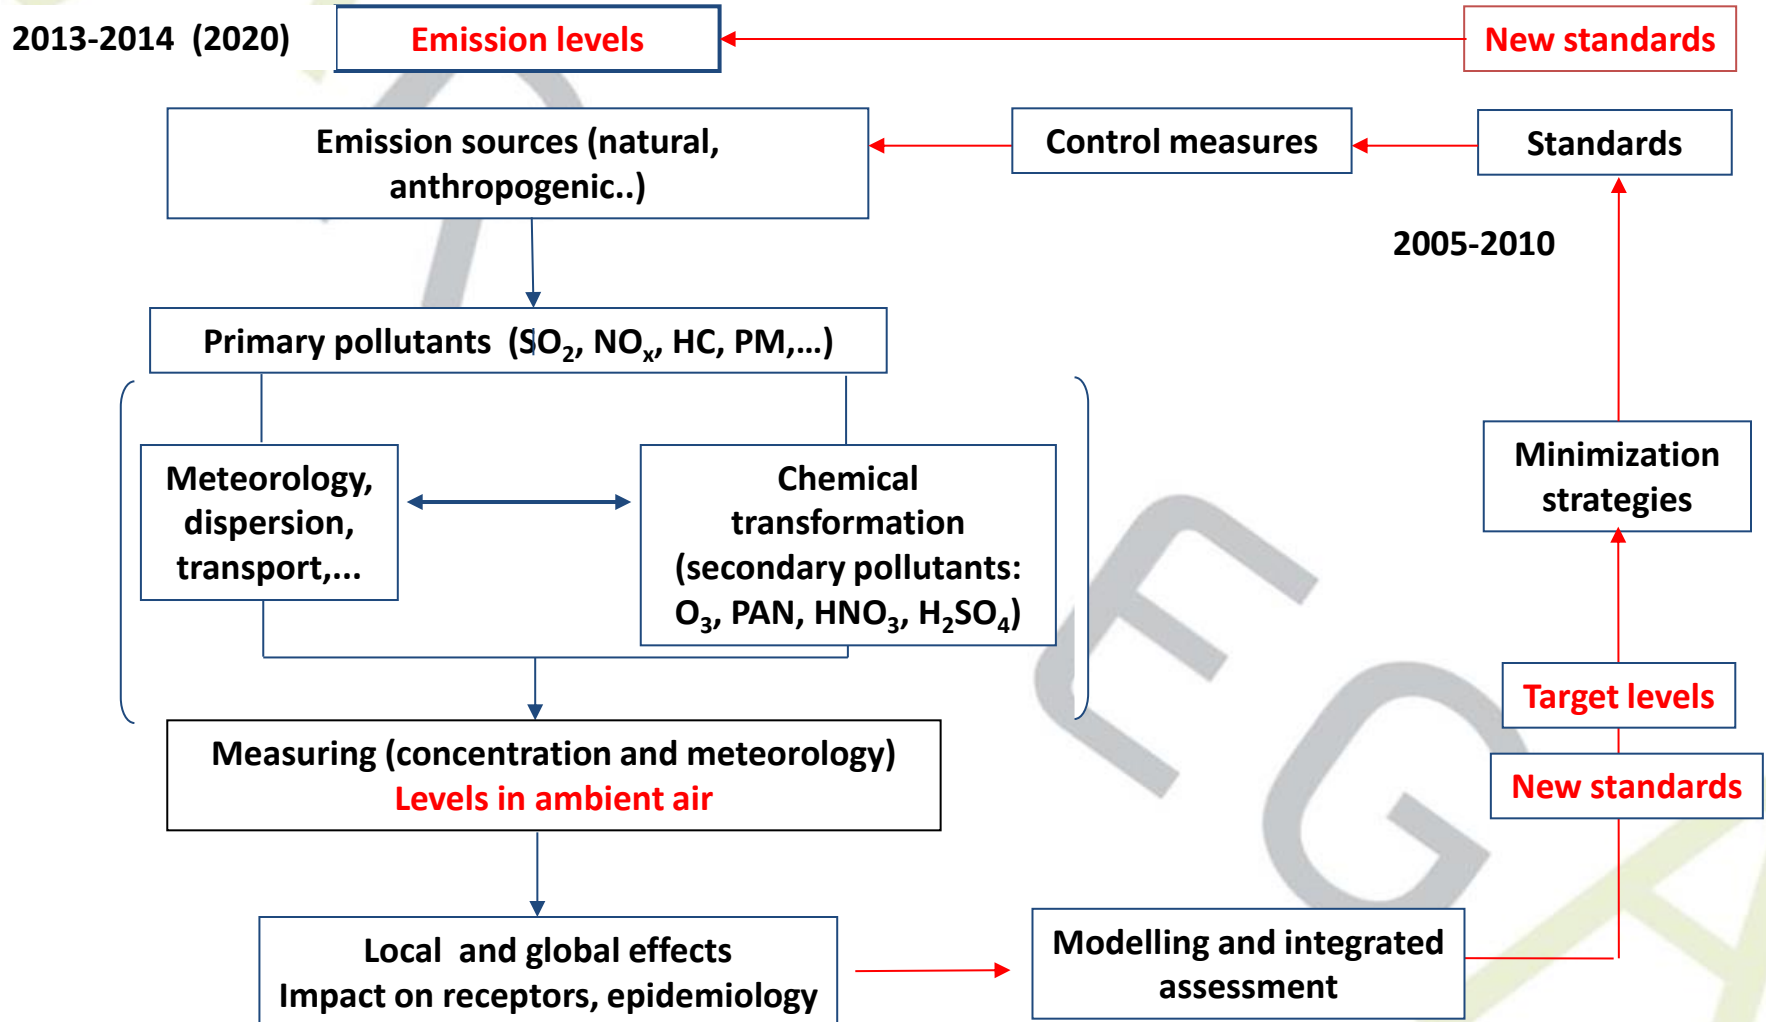 2013-2014 (2020)
Emission levels
New standards
Emission sources (natural,
anthropogenic..)
Control measures
Standards
2005-2010
Primary pollutants (SO₂, NOₓ, HC, PM,...)
Meteorology,
dispersion,
transport,...
Chemical
transformation
(secondary pollutants:
O₃, PAN, HNO₃, H₂SO₄)
Minimization
strategies
Target levels
New standards
Measuring (concentration and meteorology)
Levels in ambient air
Local and global effects
Impact on receptors, epidemiology
Modelling and integrated
assessment